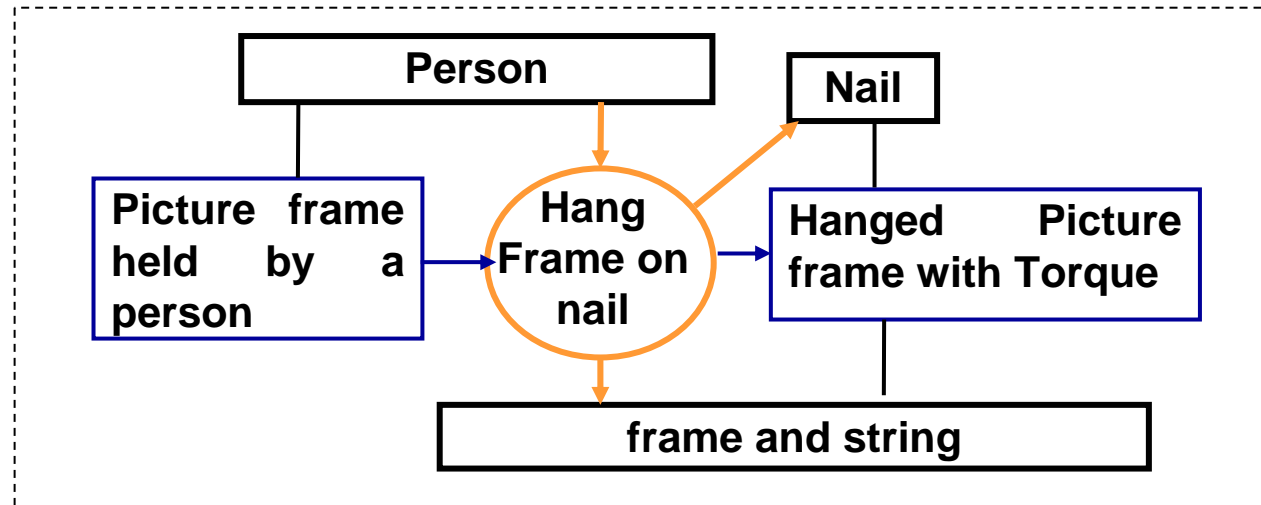 Person
Nail
Picture frame
held by a
person
Hang
Frame on
nail
Hanged Picture
frame with Torque
frame and string